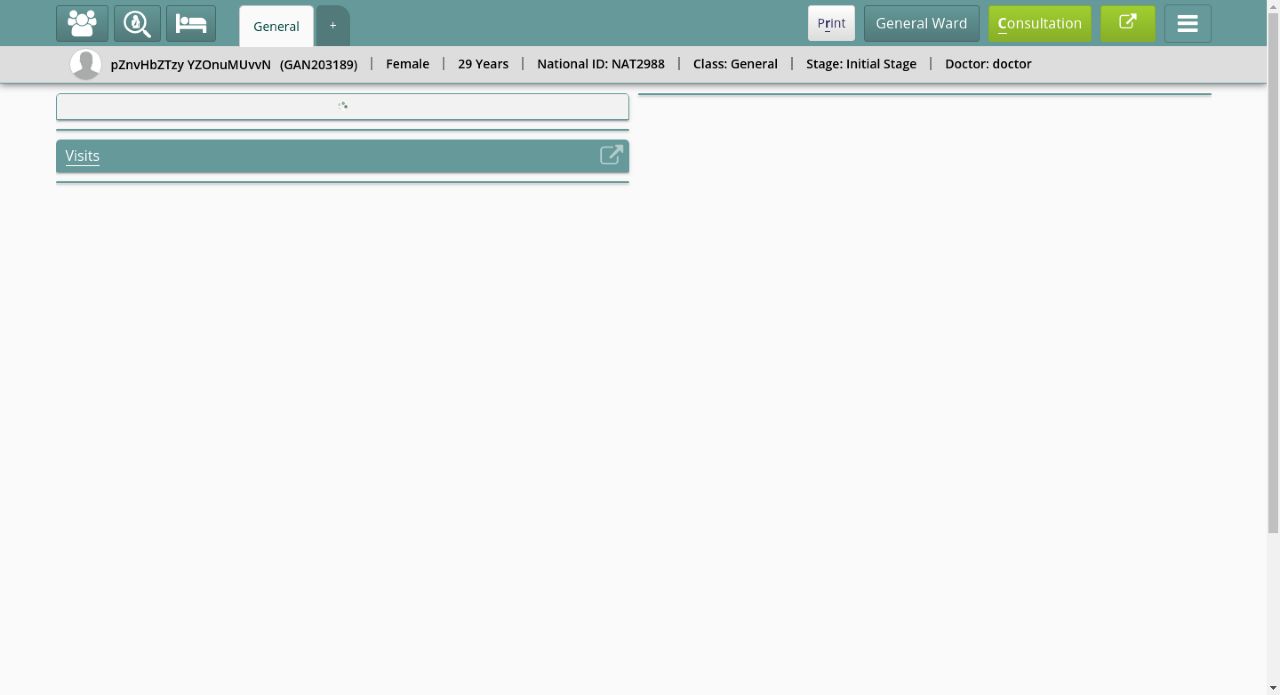 General
+
Print
General Ward
Consultation
pZnvHbZTzy YZOnuMUvvN (GAN203189) | Female | 29 Years | National ID: NAT2988 | Class: General | Stage: Initial Stage | Doctor: doctor
Visits